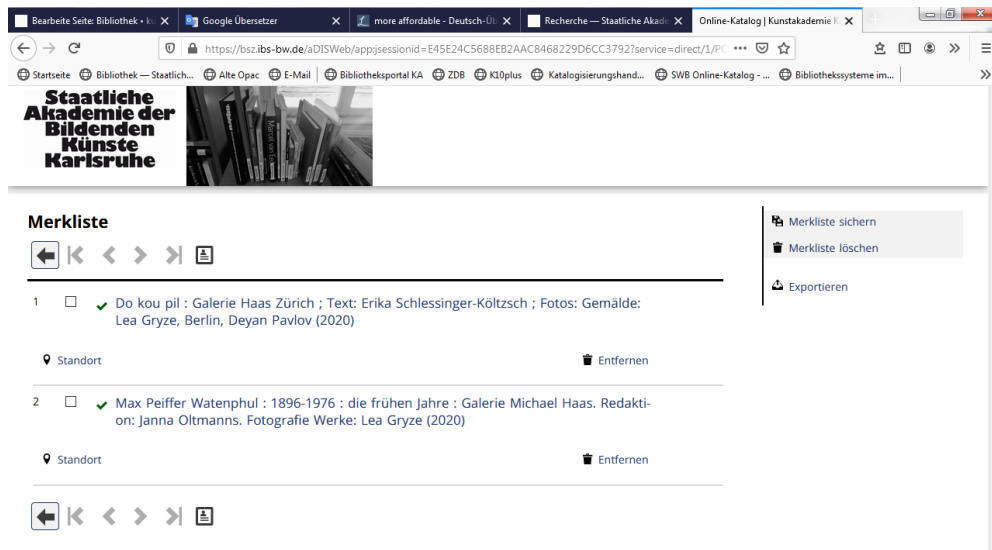 Bearbeite Seite: Bibliothek • ku
Google Übersetzer
more affordable - Deutsch-Üb
Recherche — Staatliche Akade
Online-Katalog | Kunstakademie K
https://bsz.ibs-bw.de/aDISWeb/app;jsessionid=E45E24C5688EB2AAC8468229D6CC3792?service=direct/1/PO
Startseite Bibliothek — Staatlich... Alte Opac E-Mail Bibliotheksportal KA ZDB K10plus Katalogisierungshand... SWB Online-Katalog - ... Bibliothekssysteme im...
Staatliche
Akademie der
Bildenden
Künste
Karlsruhe
Merkliste
1 Do kou pil : Galerie Haas Zürich ; Text: Erika Schlessinger-Költzsch ; Fotos: Gemälde:
Lea Gryze, Berlin, Deyan Pavlov (2020)
Standort Entfernen
2 Max Peiffer Watenphul : 1896-1976 : die frühen Jahre : Galerie Michael Haas. Redakti-
on: Janna Oltmanns. Fotografie Werke: Lea Gryze (2020)
Standort Entfernen
Merkliste sichern
Merkliste löschen
Exportieren